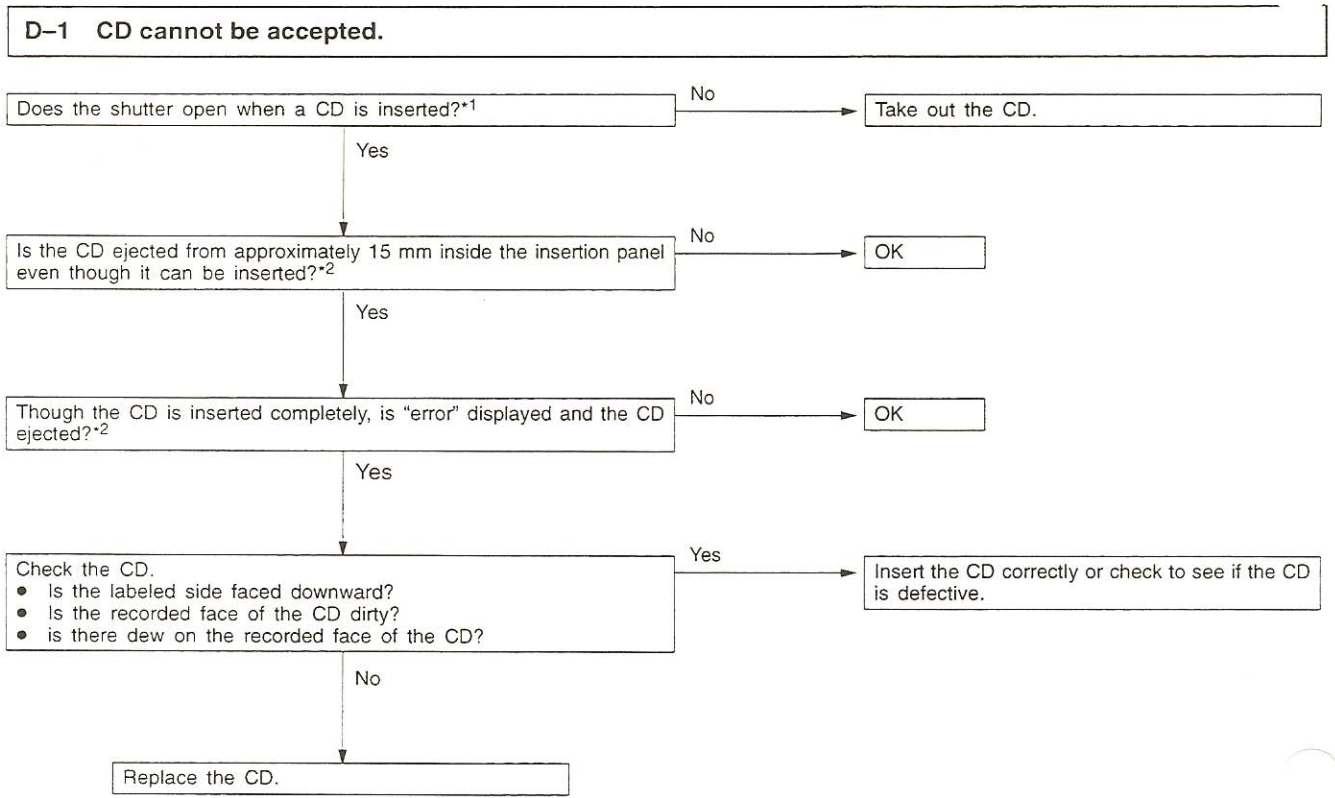 D–1 CD cannot be accepted.
Does the shutter open when a CD is inserted?*1
No
Take out the CD.
Yes
Is the CD ejected from approximately 15 mm inside the insertion panel
even though it can be inserted?*2
No
OK
Yes
Though the CD is inserted completely, is “error” displayed and the CD
ejected?*2
No
OK
Yes
Check the CD.
● Is the labeled side faced downward?
● Is the recorded face of the CD dirty?
● is there dew on the recorded face of the CD?
Yes
Insert the CD correctly or check to see if the CD
is defective.
No
Replace the CD.